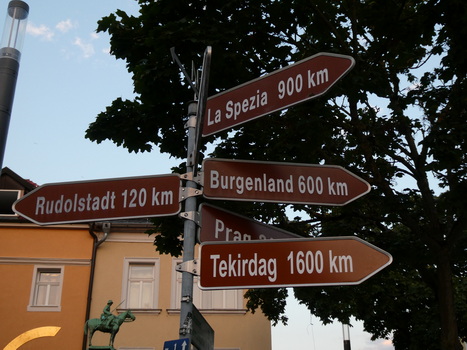 La Spezia 900 km
Burgenland 600 km
Rudolstadt 120 km
Tekirdag 1600 km